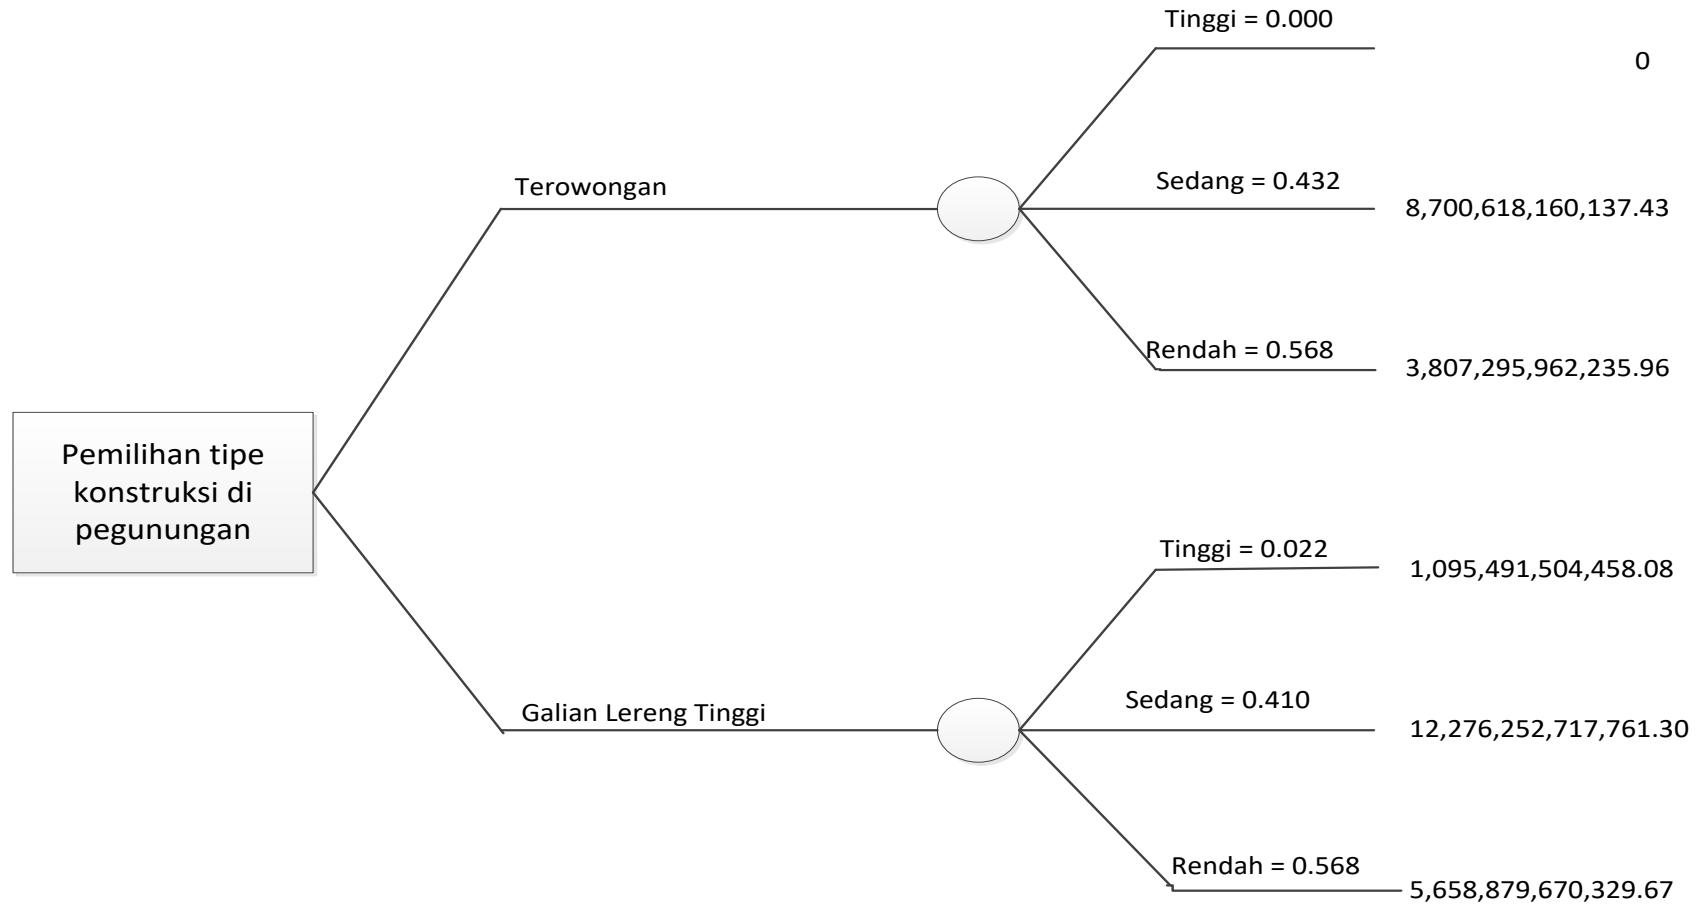 Tinggi = 0.000
0
Terowongan
Sedang = 0.432
8,700,618,160,137.43
Rendah = 0.568
3,807,295,962,235.96
Pemilihan tipe
konstruksi di
pegunungan
Tinggi = 0.022
1,095,491,504,458.08
Galian Lereng Tinggi
Sedang = 0.410
12,276,252,717,761.30
Rendah = 0.568
5,658,879,670,329.67